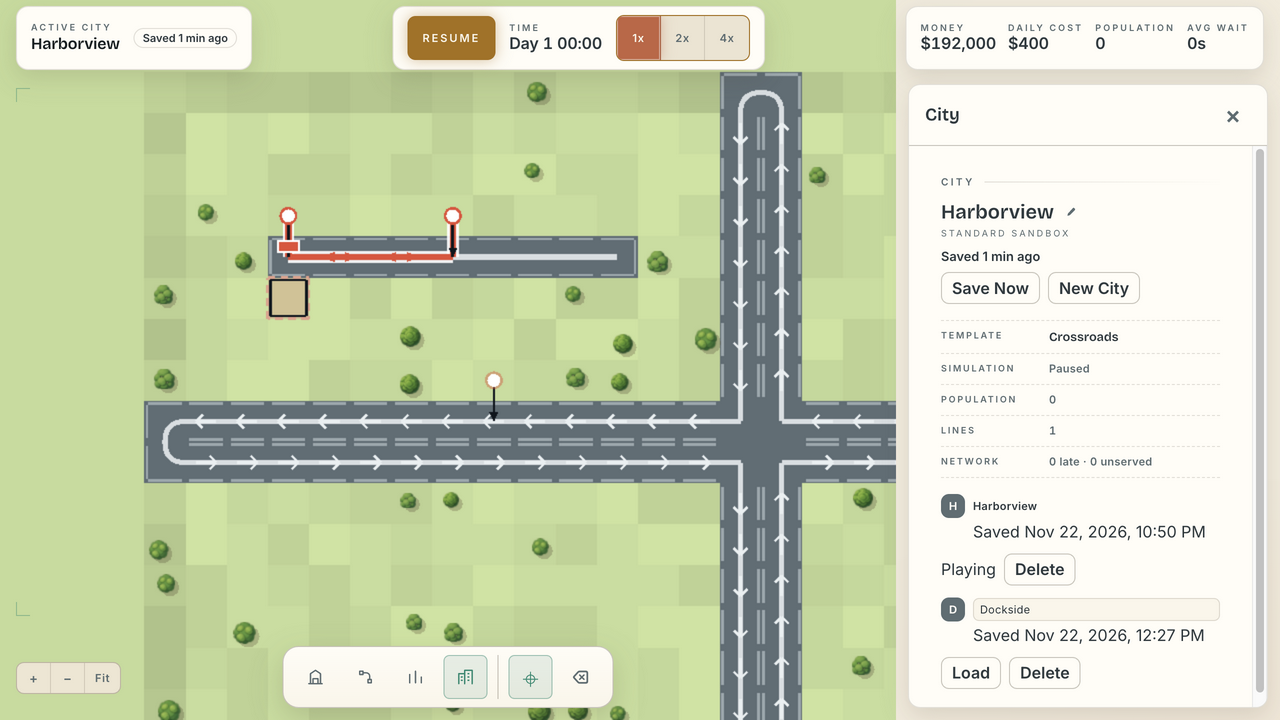 ACTIVE CITY
Harborview
Saved 1 min ago
RESUME
TIME
Day 1 00:00
1x
2x
4x
MONEY
$192,000
DAILY COST
$400
POPULATION
0
AVG WAIT
0s
City
CITY
Harborview
STANDARD SANDBOX
Saved 1 min ago
Save Now
New City
TEMPLATE Crossroads
SIMULATION Paused
POPULATION 0
LINES 1
NETWORK 0 late · 0 unserved
H Harborview
Saved Nov 22, 2026, 10:50 PM
Playing Delete
D Dockside
Saved Nov 22, 2026, 12:27 PM
Load Delete
+ − Fit